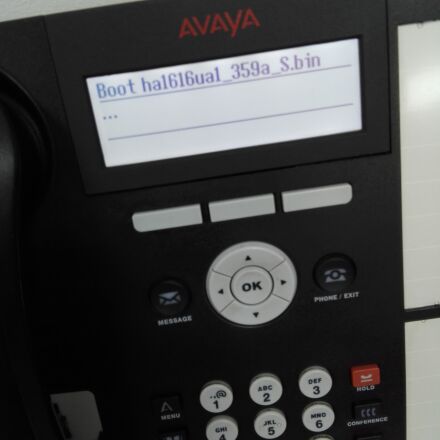 AVAYA
Boot ha1616ua1_359a_S.bin
...
OK
MESSAGE
PHONE / EXIT
MENU
.,@
1
ABC
2
DEF
3
HOLD
GHI
4
JKL
5
MNO
6
CONFERENCE